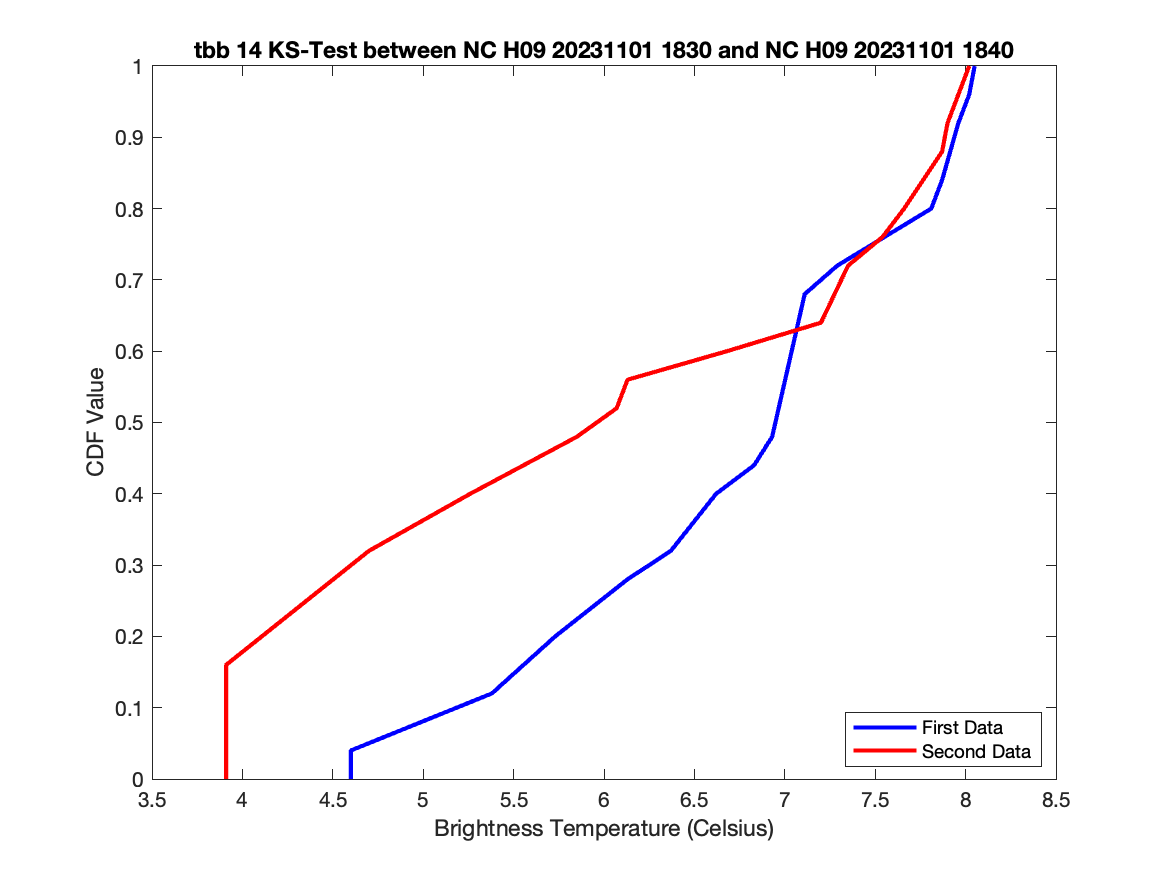 tbb 14 KS-Test between NC H09 20231101 1830 and NC H09 20231101 1840
1
0.9
0.8
0.7
0.6
0.5
0.4
0.3
0.2
0.1
0
CDF Value
First Data
Second Data
3.5 4 4.5 5 5.5 6 6.5 7 7.5 8 8.5
Brightness Temperature (Celsius)